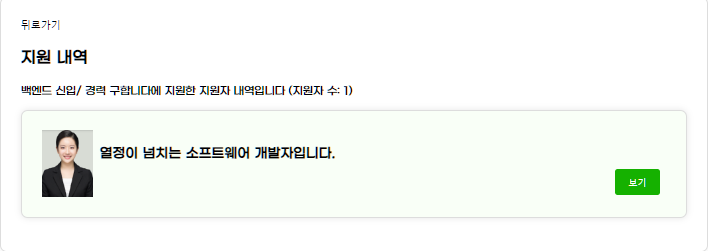 뒤로가기
지원 내역
백엔드 신입/ 경력 구합니다에 지원한 지원자 내역입니다 (지원자 수: 1)
열정이 넘치는 소프트웨어 개발자입니다.
보기